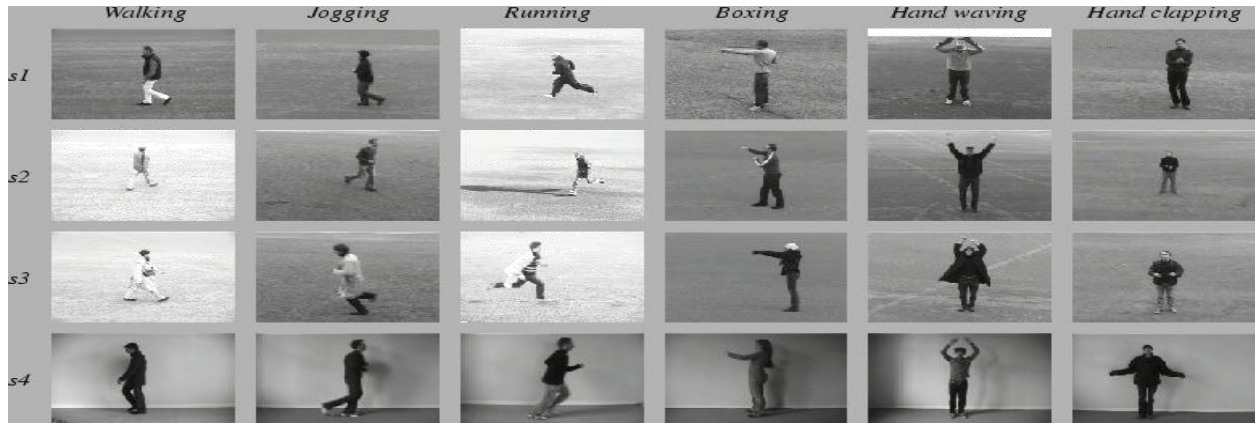 Walking Jogging Running Boxing Hand waving Hand clapping
s1
s2
s3
s4